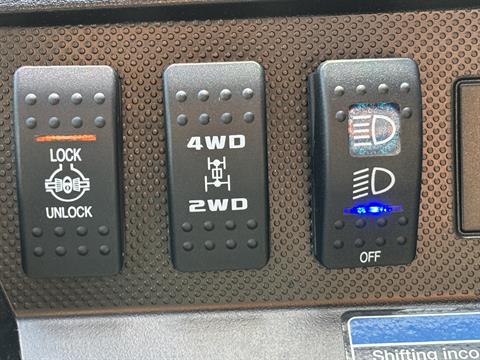 LOCK
UNLOCK
4WD
2WD
OFF
Shifting inco